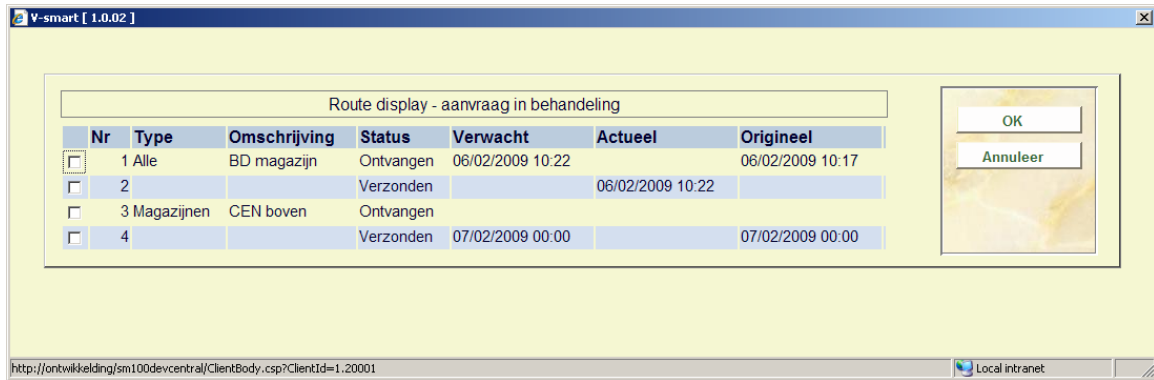 V-smart [ 1.0.02 ]
Route display - aanvraag in behandeling
Nr Type Omschrijving Status Verwacht Actueel Origineel
1 Alle BD magazijn Ontvangen 06/02/2009 10:22 06/02/2009 10:17
2 Verzonden 06/02/2009 10:22
3 Magazijnen CEN boven Ontvangen
4 Verzonden 07/02/2009 00:00 07/02/2009 00:00
OK
Annuleer
http://ontwikkelding/sm100devcentral/ClientBody.csp?ClientId=1.20001
Local intranet